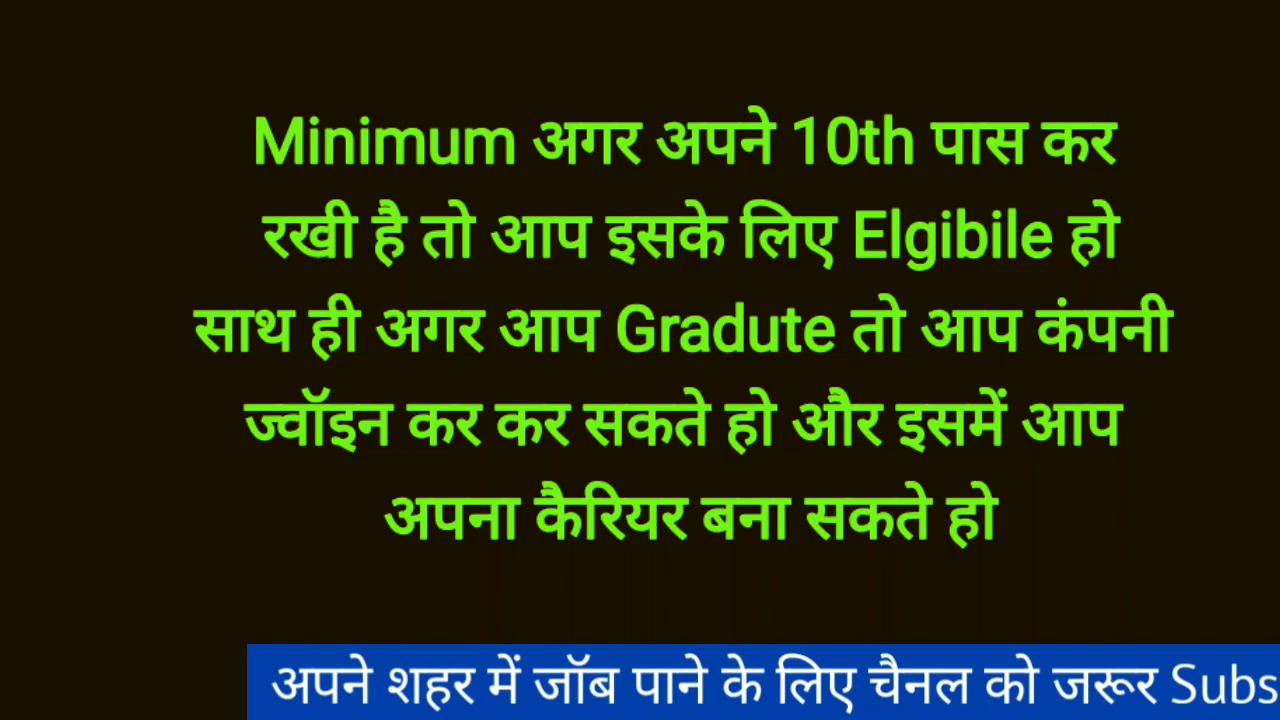 Minimum अगर अपने 10th पास कर
रखी है तो आप इसके लिए Elgibile हो
साथ ही अगर आप Gradute तो आप कंपनी
ज्वॉइन कर कर सकते हो और इसमें आप
अपना कैरियर बना सकते हो
अपने शहर में जॉब पाने के लिए चैनल को जरूर Subs